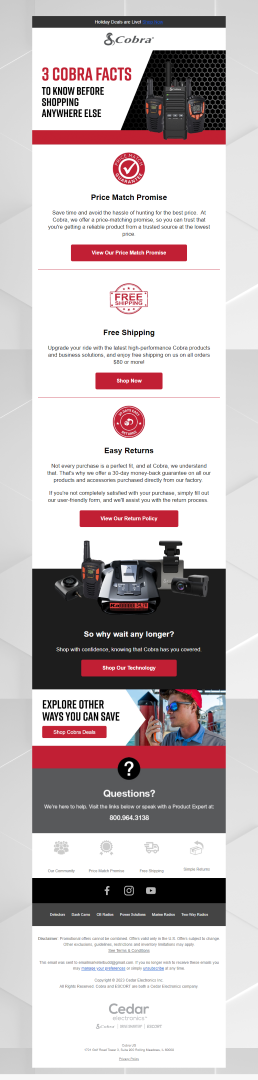 Holiday Deals are Live! Shop Now
Cobra
3 COBRA FACTS
TO KNOW BEFORE
SHOPPING
ANYWHERE ELSE
PRICE MATCH
GUARANTEE
Price Match Promise
Save time and avoid the hassle of hunting for the best price. At
Cobra, we offer a price-matching promise, so you can trust that
you're getting a reliable product from a trusted source at the lowest
price.
View Our Price Match Promise
FREE
SHIPPING
Free Shipping
Upgrade your ride with the latest high-performance Cobra products
and business solutions, and enjoy free shipping on us on all orders
$80 or more!
Shop Now
RETURNS
Easy Returns
Not every purchase is a perfect fit, and at Cobra, we understand
that. That's why we offer a 30-day money-back guarantee on all our
products and accessories purchased directly from our factory.
If you're not completely satisfied with your purchase, simply fill out
our user-friendly form, and we'll assist you with the return process.
View Our Return Policy
So why wait any longer?
Shop with confidence, knowing that Cobra has you covered.
Shop Our Technology
EXPLORE OTHER
WAYS YOU CAN SAVE
Shop Cobra Deals
?
Questions?
We're here to help. Visit the links below or speak with a Product Expert at:
800.964.3138
Our Community
Price Match Promise
Free Shipping
Simple Returns
Detectors Dash Cams CB Radios Power Solutions Marine Radios Two-Way Radios
Disclaimer: Promotional offers cannot be combined. Offers valid only in the U.S. Offers subject to change.
Other exclusions, guidelines, restrictions and inventory limitations may apply.
See Terms & Conditions.
This email was sent to If you no longer wish to receive these emails you
may manage your preferences or simply unsubscribe at any time.
Copyright © 2023 Cedar Electronics Inc.
All Rights Reserved. Cobra and ESCORT are both a Cedar Electronics company.
Cedar
electronics
Cobra ESCORT
Privacy Policy